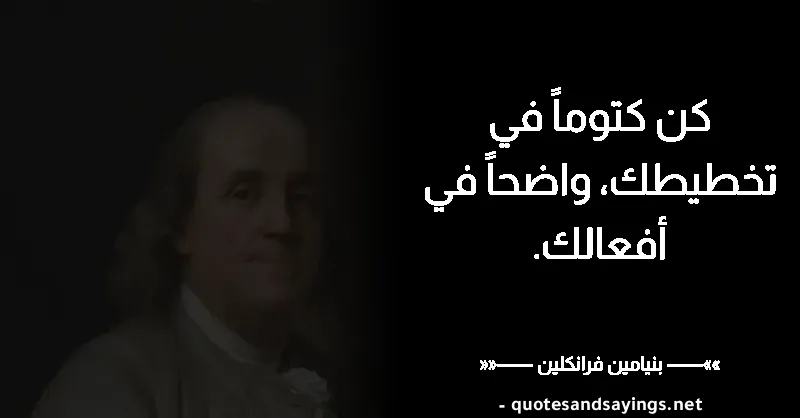 كن كتوماً في
تخطيطك، واضحاً في
أفعالك.
»»—— بنيامين فرانكلين ——««
- quotesandsayings.net